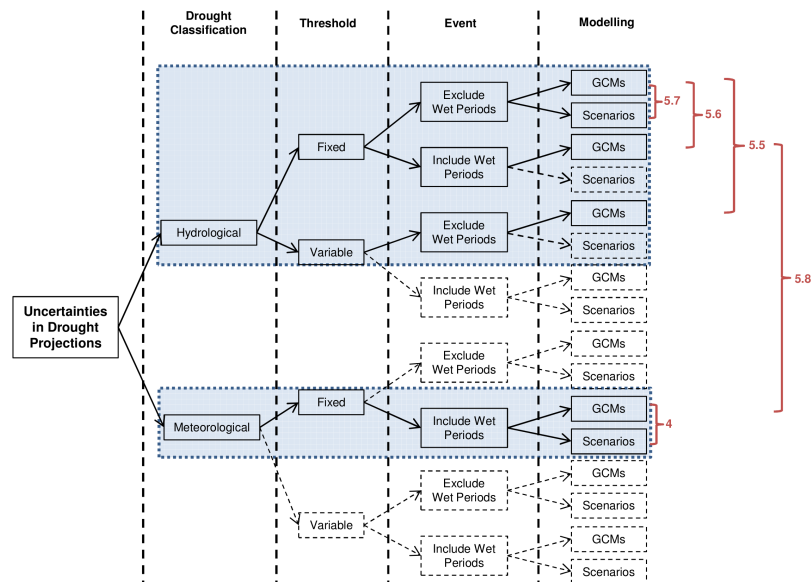 Drought
Classification
Threshold
Event
Modelling
Uncertainties
in Drought
Projections
Hydrological
Meteorological
Fixed
Variable
Fixed
Variable
Exclude
Wet Periods
Include Wet
Periods
Exclude
Wet Periods
Include Wet
Periods
Exclude
Wet Periods
Include Wet
Periods
Exclude
Wet Periods
Include Wet
Periods
GCMs
Scenarios
GCMs
Scenarios
GCMs
Scenarios
GCMs
Scenarios
GCMs
Scenarios
GCMs
Scenarios
GCMs
Scenarios
GCMs
Scenarios
5.7
5.6
5.5
5.8
4